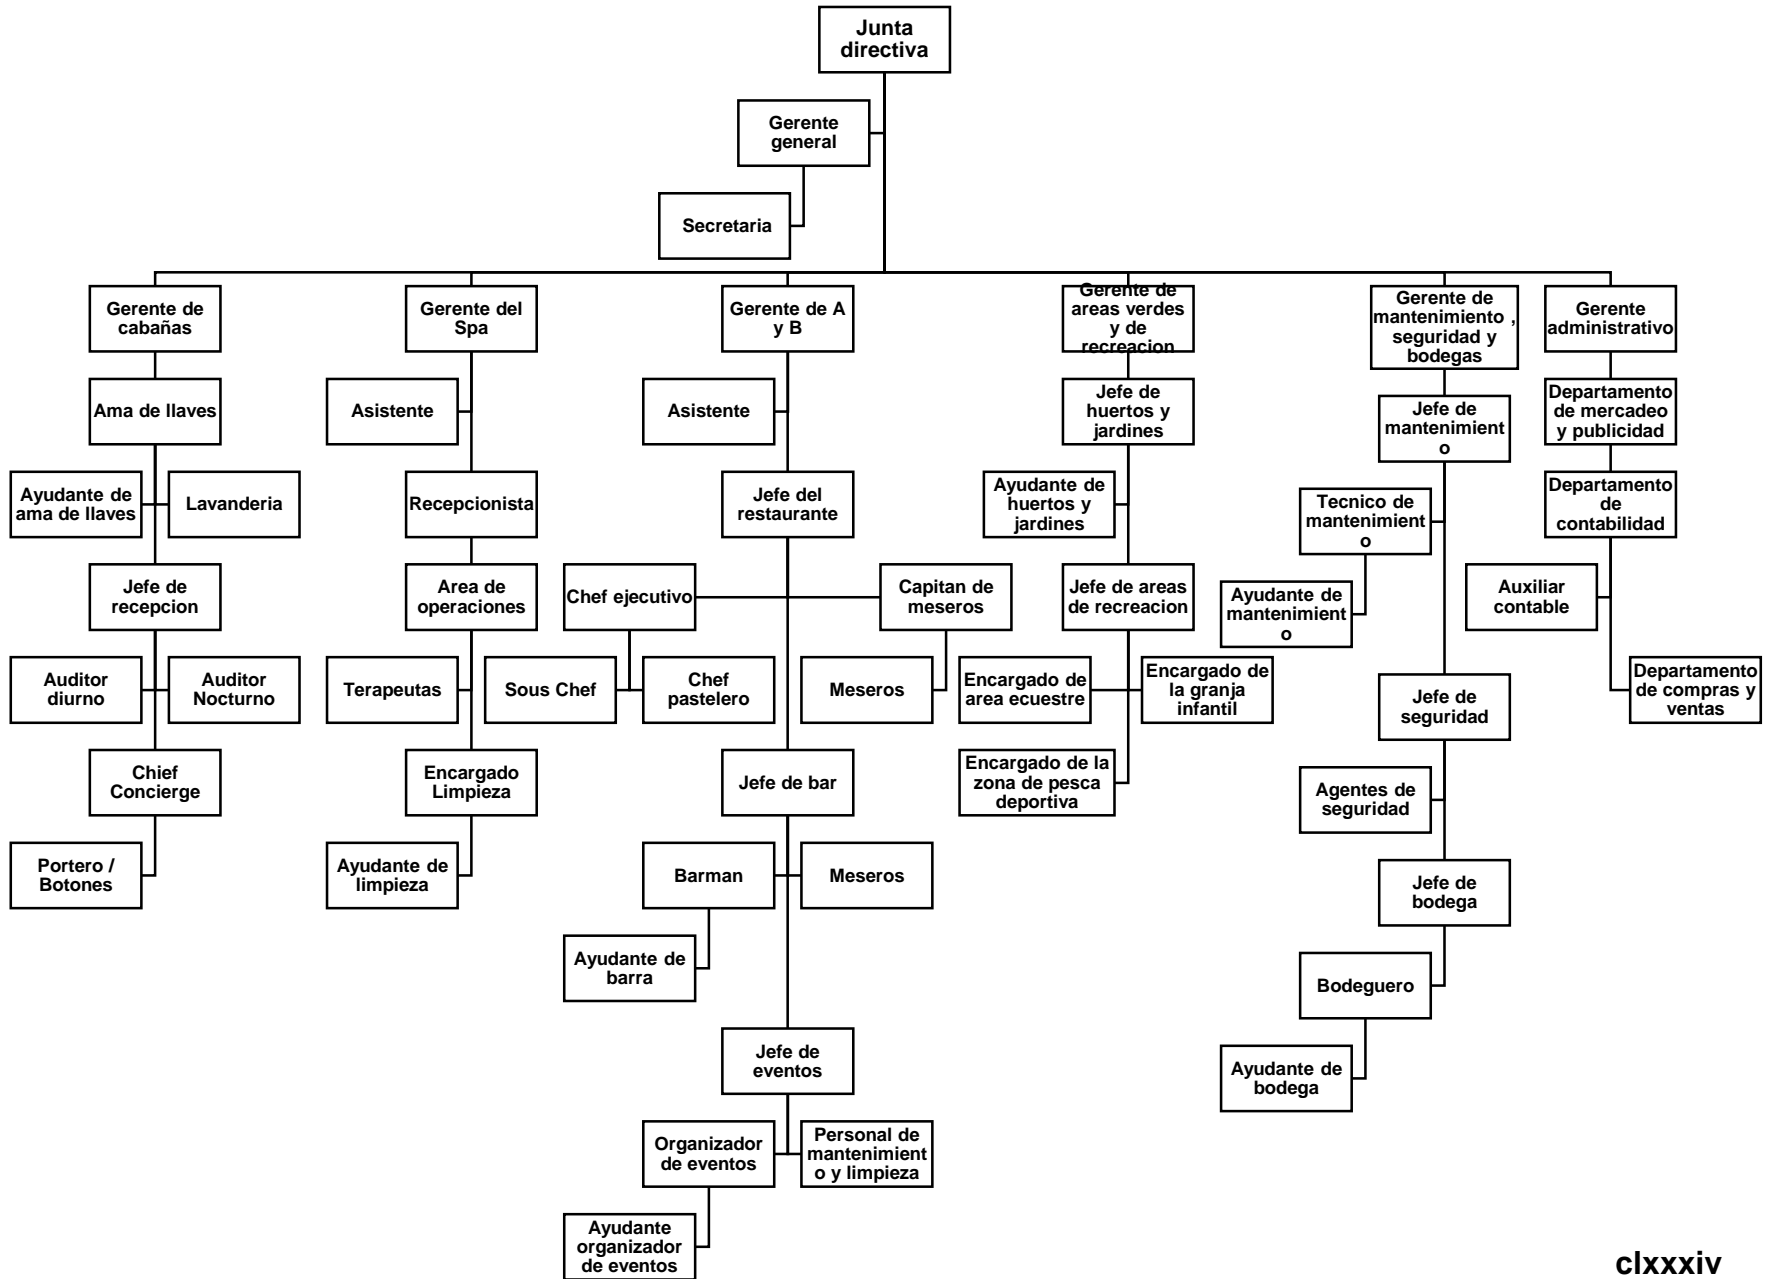 Junta
directiva
Gerente
general
Secretaria
Gerente de
cabañas
Gerente del
Spa
Gerente de A
y B
Gerente de
areas verdes
y de
recreacion
Gerente de
mantenimiento ,
seguridad y
bodegas
Gerente
administrativo
Ama de llaves
Asistente
Asistente
Jefe de
huertos y
jardines
Jefe de
mantenimient
o
Departamento
de mercadeo
y publicidad
Ayudante de
ama de llaves
Lavanderia
Recepcionista
Jefe del
restaurante
Ayudante de
huertos y
jardines
Tecnico de
mantenimient
o
Departamento
de
contabilidad
Jefe de
recepcion
Area de
operaciones
Chef ejecutivo
Capitan de
meseros
Jefe de areas
de recreacion
Ayudante de
mantenimient
o
Auxiliar
contable
Auditor
diurno
Auditor
Nocturno
Terapeutas
Sous Chef
Chef
pastelero
Meseros
Encargado de
area ecuestre
Encargado de
la granja
infantil
Jefe de
seguridad
Departamento
de compras y
ventas
Chief
Concierge
Encargado
Limpieza
Jefe de bar
Encargado de la
zona de pesca
deportiva
Agentes de
seguridad
Portero /
Botones
Ayudante de
limpieza
Barman
Meseros
Jefe de
bodega
Ayudante de
barra
Bodeguero
Jefe de
eventos
Ayudante de
bodega
Organizador
de eventos
Personal de
mantenimient
o y limpieza
Ayudante
organizador
de eventos
clxxxiv